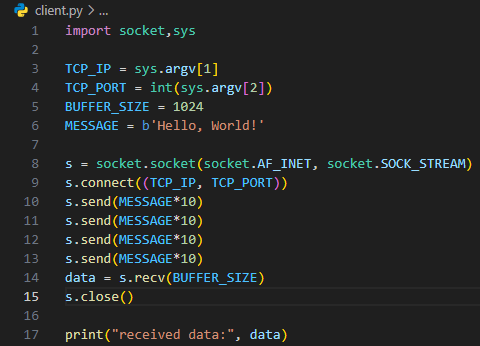 client.py > ...
1 import socket,sys
2
3 TCP_IP = sys.argv[1]
4 TCP_PORT = int(sys.argv[2])
5 BUFFER_SIZE = 1024
6 MESSAGE = b'Hello, World!'
7
8 s = socket.socket(socket.AF_INET, socket.SOCK_STREAM)
9 s.connect((TCP_IP, TCP_PORT))
10 s.send(MESSAGE*10)
11 s.send(MESSAGE*10)
12 s.send(MESSAGE*10)
13 s.send(MESSAGE*10)
14 data = s.recv(BUFFER_SIZE)
15 s.close()
16
17 print("received data:", data)